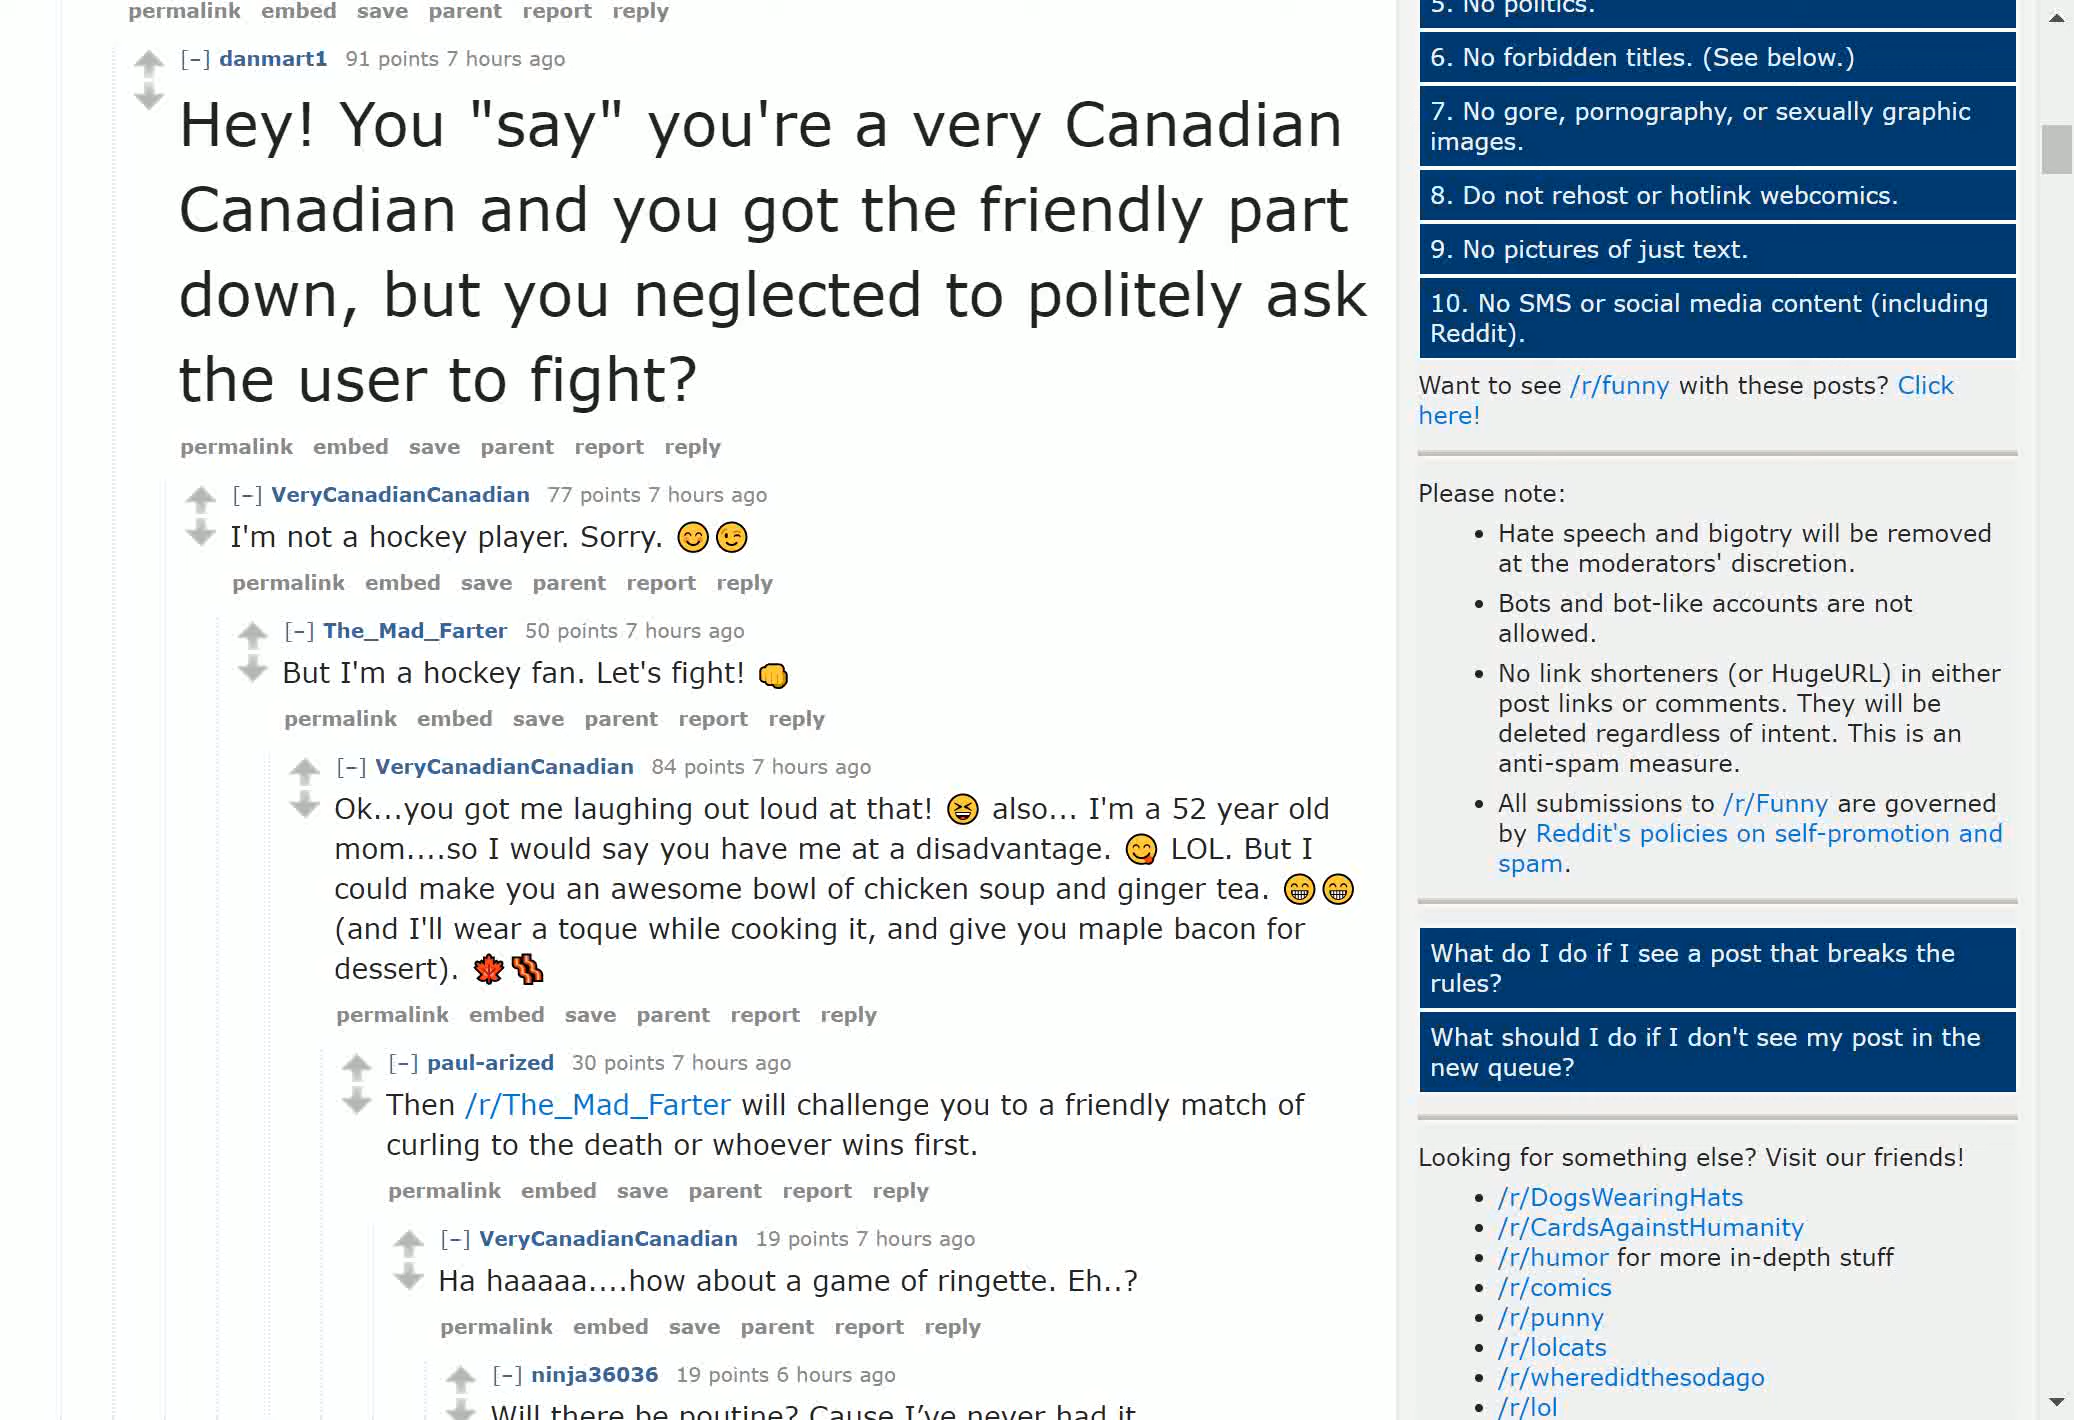 permalink embed save parent report reply
[–] danmart1 91 points 7 hours ago
Hey! You "say" you're a very Canadian
Canadian and you got the friendly part
down, but you neglected to politely ask
the user to fight?
permalink embed save parent report reply
[–] VeryCanadianCanadian 77 points 7 hours ago
I'm not a hockey player. Sorry. 😊😉
permalink embed save parent report reply
[–] The_Mad_Farter 50 points 7 hours ago
But I'm a hockey fan. Let's fight! 👊
permalink embed save parent report reply
[–] VeryCanadianCanadian 84 points 7 hours ago
Ok...you got me laughing out loud at that! 😆 also... I'm a 52 year old
mom....so I would say you have me at a disadvantage. 😋 LOL. But I
could make you an awesome bowl of chicken soup and ginger tea. 😁😁
(and I'll wear a toque while cooking it, and give you maple bacon for
dessert). 🍁🥓
permalink embed save parent report reply
[–] paul-arized 30 points 7 hours ago
Then /r/The_Mad_Farter will challenge you to a friendly match of
curling to the death or whoever wins first.
permalink embed save parent report reply
[–] VeryCanadianCanadian 19 points 7 hours ago
Ha haaaaa....how about a game of ringette. Eh..?
permalink embed save parent report reply
[–] ninja36036 19 points 6 hours ago
Will there be poutine? Cause I've never had it
5. No politics.
6. No forbidden titles. (See below.)
7. No gore, pornography, or sexually graphic
images.
8. Do not rehost or hotlink webcomics.
9. No pictures of just text.
10. No SMS or social media content (including
Reddit).
Want to see /r/funny with these posts? Click
here!
Please note:
• Hate speech and bigotry will be removed
at the moderators' discretion.
• Bots and bot-like accounts are not
allowed.
• No link shorteners (or HugeURL) in either
post links or comments. They will be
deleted regardless of intent. This is an
anti-spam measure.
• All submissions to /r/Funny are governed
by Reddit's policies on self-promotion and
spam.
What do I do if I see a post that breaks the
rules?
What should I do if I don't see my post in the
new queue?
Looking for something else? Visit our friends!
• /r/DogsWearingHats
• /r/CardsAgainstHumanity
• /r/humor for more in-depth stuff
• /r/comics
• /r/punny
• /r/lolcats
• /r/wheredidthesodago
• /r/lol